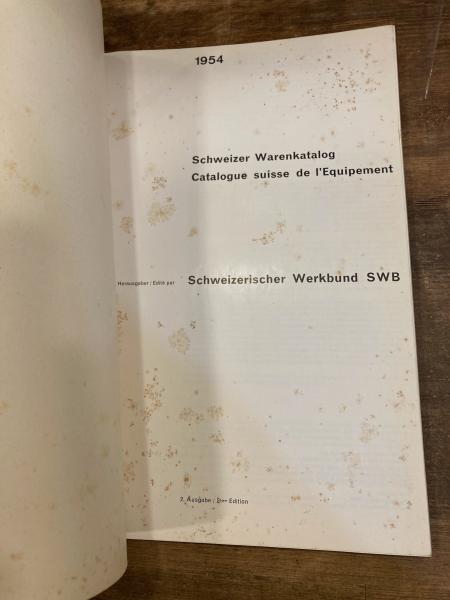 1954
Schweizer Warenkatalog
Catalogue suisse de l'Equipement
Herausgeber / Edité par Schweizerischer Werkbund SWB
2. Ausgabe / 2me Edition